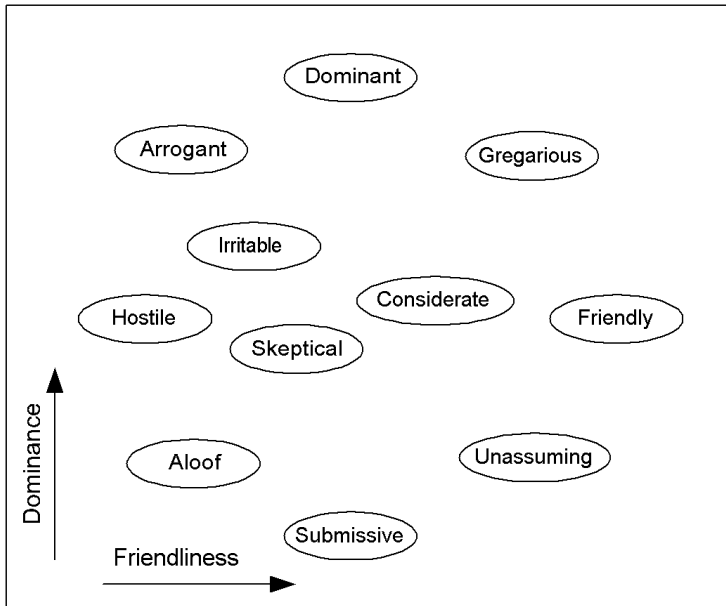 Dominant
Arrogant
Gregarious
Irritable
Considerate
Hostile
Friendly
Skeptical
Dominance
Aloof
Unassuming
Submissive
Friendliness